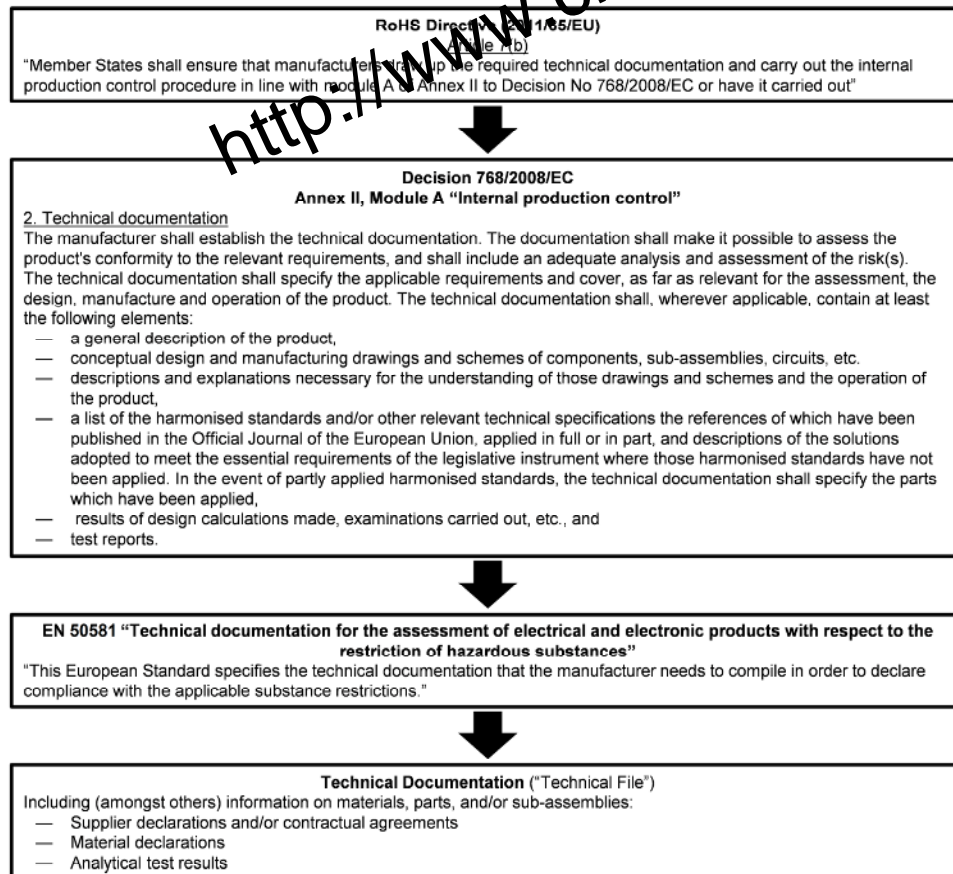 http://www.
RoHS Directive (2011/65/EU)
Article 7(b)
“Member States shall ensure that manufacturers draw up the required technical documentation and carry out the internal
production control procedure in line with module A of Annex II to Decision No 768/2008/EC or have it carried out”
Decision 768/2008/EC
Annex II, Module A “Internal production control”
2. Technical documentation
The manufacturer shall establish the technical documentation. The documentation shall make it possible to assess the
product's conformity to the relevant requirements, and shall include an adequate analysis and assessment of the risk(s).
The technical documentation shall specify the applicable requirements and cover, as far as relevant for the assessment, the
design, manufacture and operation of the product. The technical documentation shall, wherever applicable, contain at least
the following elements:
— a general description of the product,
— conceptual design and manufacturing drawings and schemes of components, sub-assemblies, circuits, etc.
— descriptions and explanations necessary for the understanding of those drawings and schemes and the operation of
the product,
— a list of the harmonised standards and/or other relevant technical specifications the references of which have been
published in the Official Journal of the European Union, applied in full or in part, and descriptions of the solutions
adopted to meet the essential requirements of the legislative instrument where those harmonised standards have not
been applied. In the event of partly applied harmonised standards, the technical documentation shall specify the parts
which have been applied,
— results of design calculations made, examinations carried out, etc., and
— test reports.
EN 50581 “Technical documentation for the assessment of electrical and electronic products with respect to the
restriction of hazardous substances”
“This European Standard specifies the technical documentation that the manufacturer needs to compile in order to declare
compliance with the applicable substance restrictions.”
Technical Documentation (“Technical File”)
Including (amongst others) information on materials, parts, and/or sub-assemblies:
— Supplier declarations and/or contractual agreements
— Material declarations
— Analytical test results